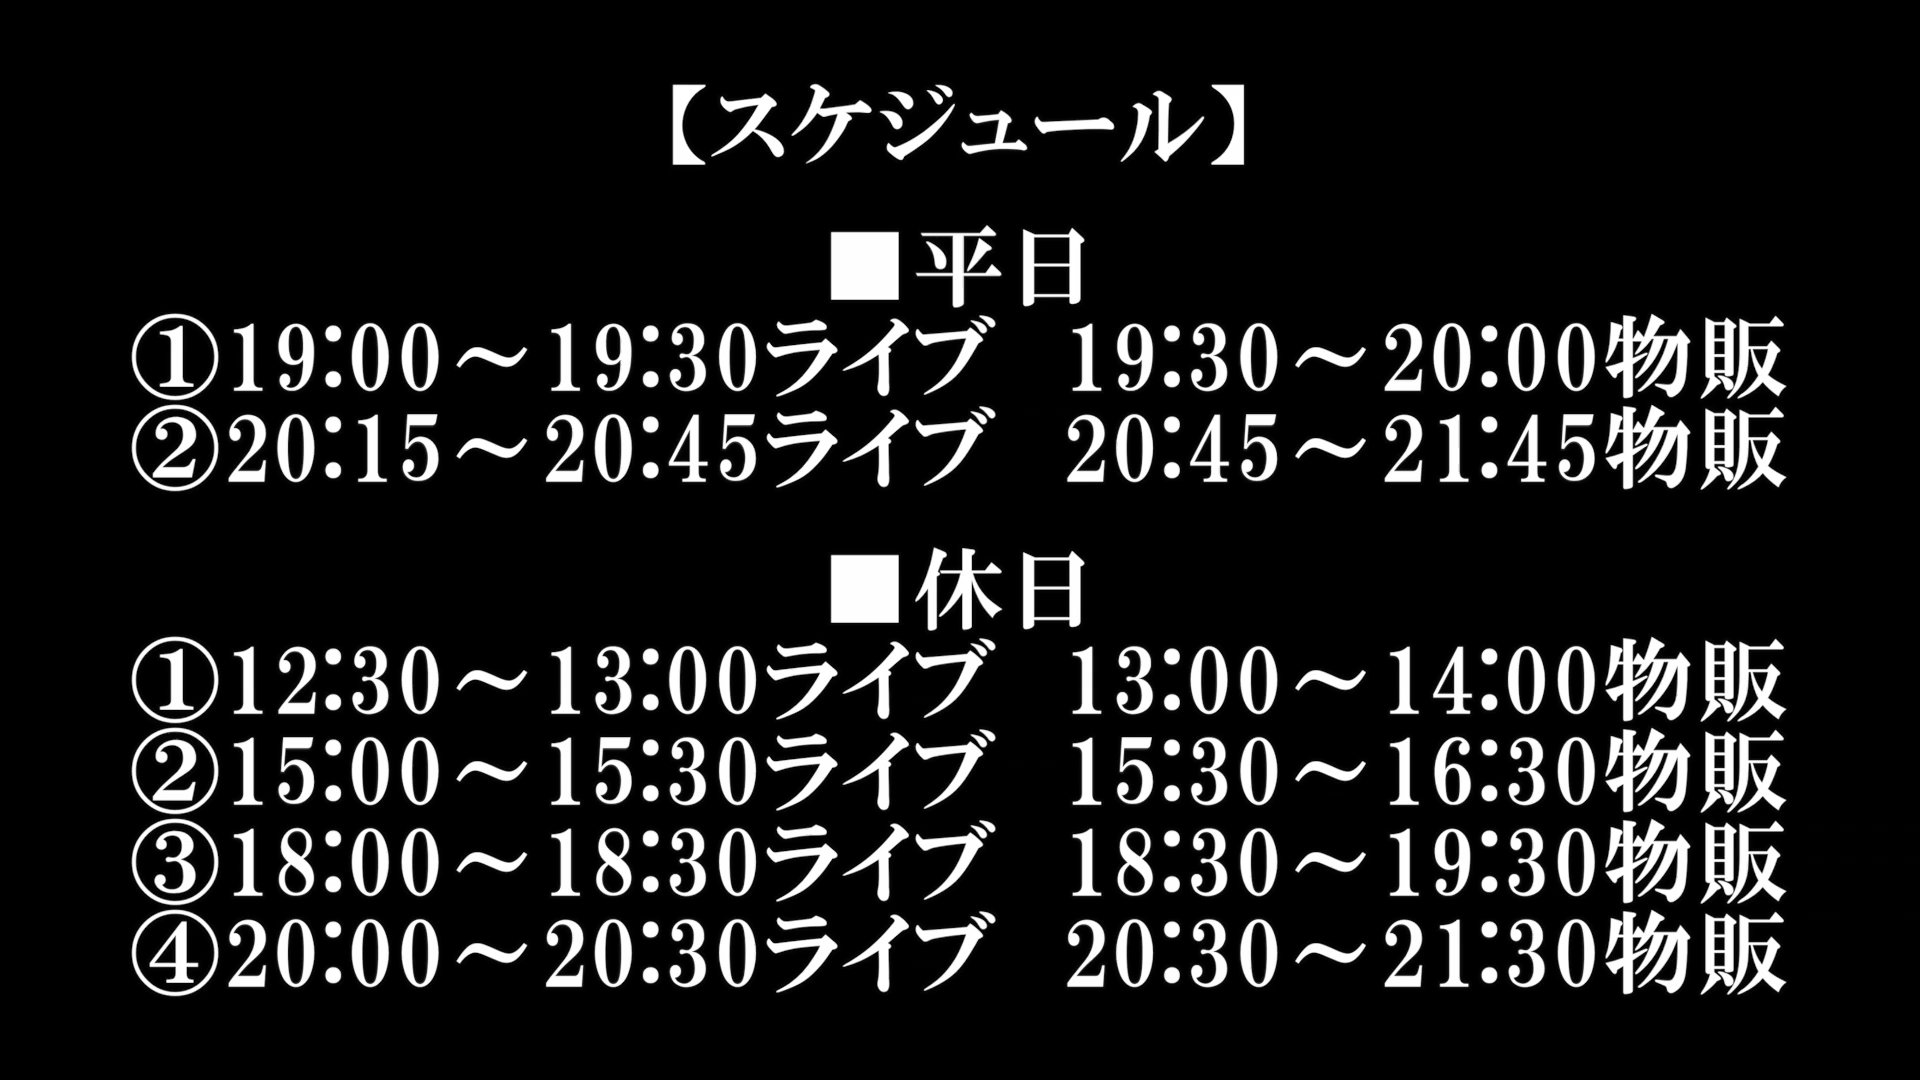 【スケジュール】
■平日
①19:00～19:30ライブ　19:30～20:00物販
②20:15～20:45ライブ　20:45～21:45物販
■休日
①12:30～13:00ライブ　13:00～14:00物販
②15:00～15:30ライブ　15:30～16:30物販
③18:00～18:30ライブ　18:30～19:30物販
④20:00～20:30ライブ　20:30～21:30物販